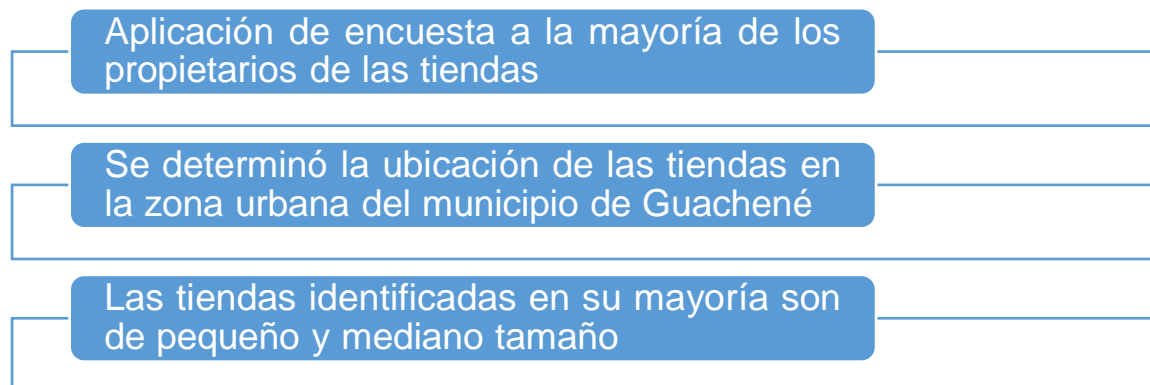 Aplicación de encuesta a la mayoría de los
propietarios de las tiendas
Se determinó la ubicación de las tiendas en
la zona urbana del municipio de Guachené
Las tiendas identificadas en su mayoría son
de pequeño y mediano tamaño